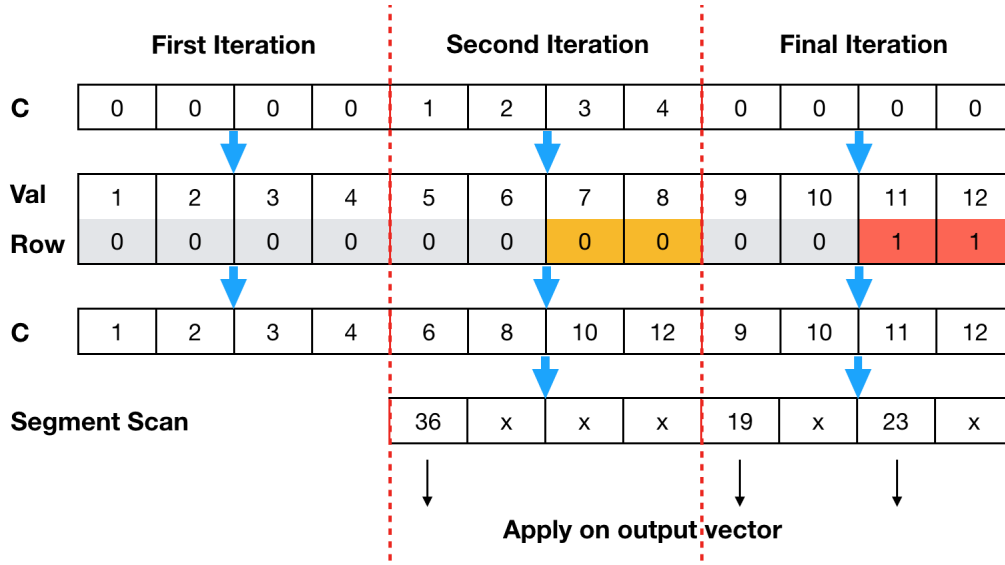 First Iteration Second Iteration Final Iteration
C 0 0 0 0 1 2 3 4 0 0 0 0
Val 1 2 3 4 5 6 7 8 9 10 11 12
Row 0 0 0 0 0 0 0 0 0 0 1 1
C 1 2 3 4 6 8 10 12 9 10 11 12
Segment Scan 36 x x x 19 x 23 x
Apply on output vector